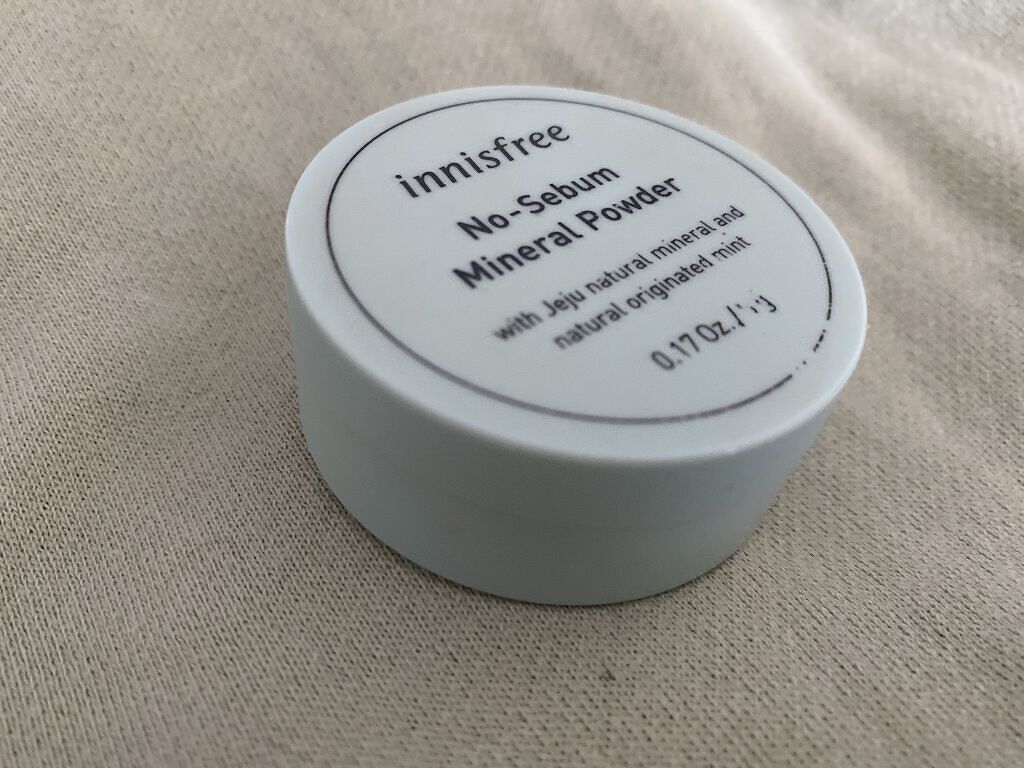 innisfree
No-Sebum
Mineral Powder
with Jeju natural mineral and
natural originated mint
0.17 Oz./